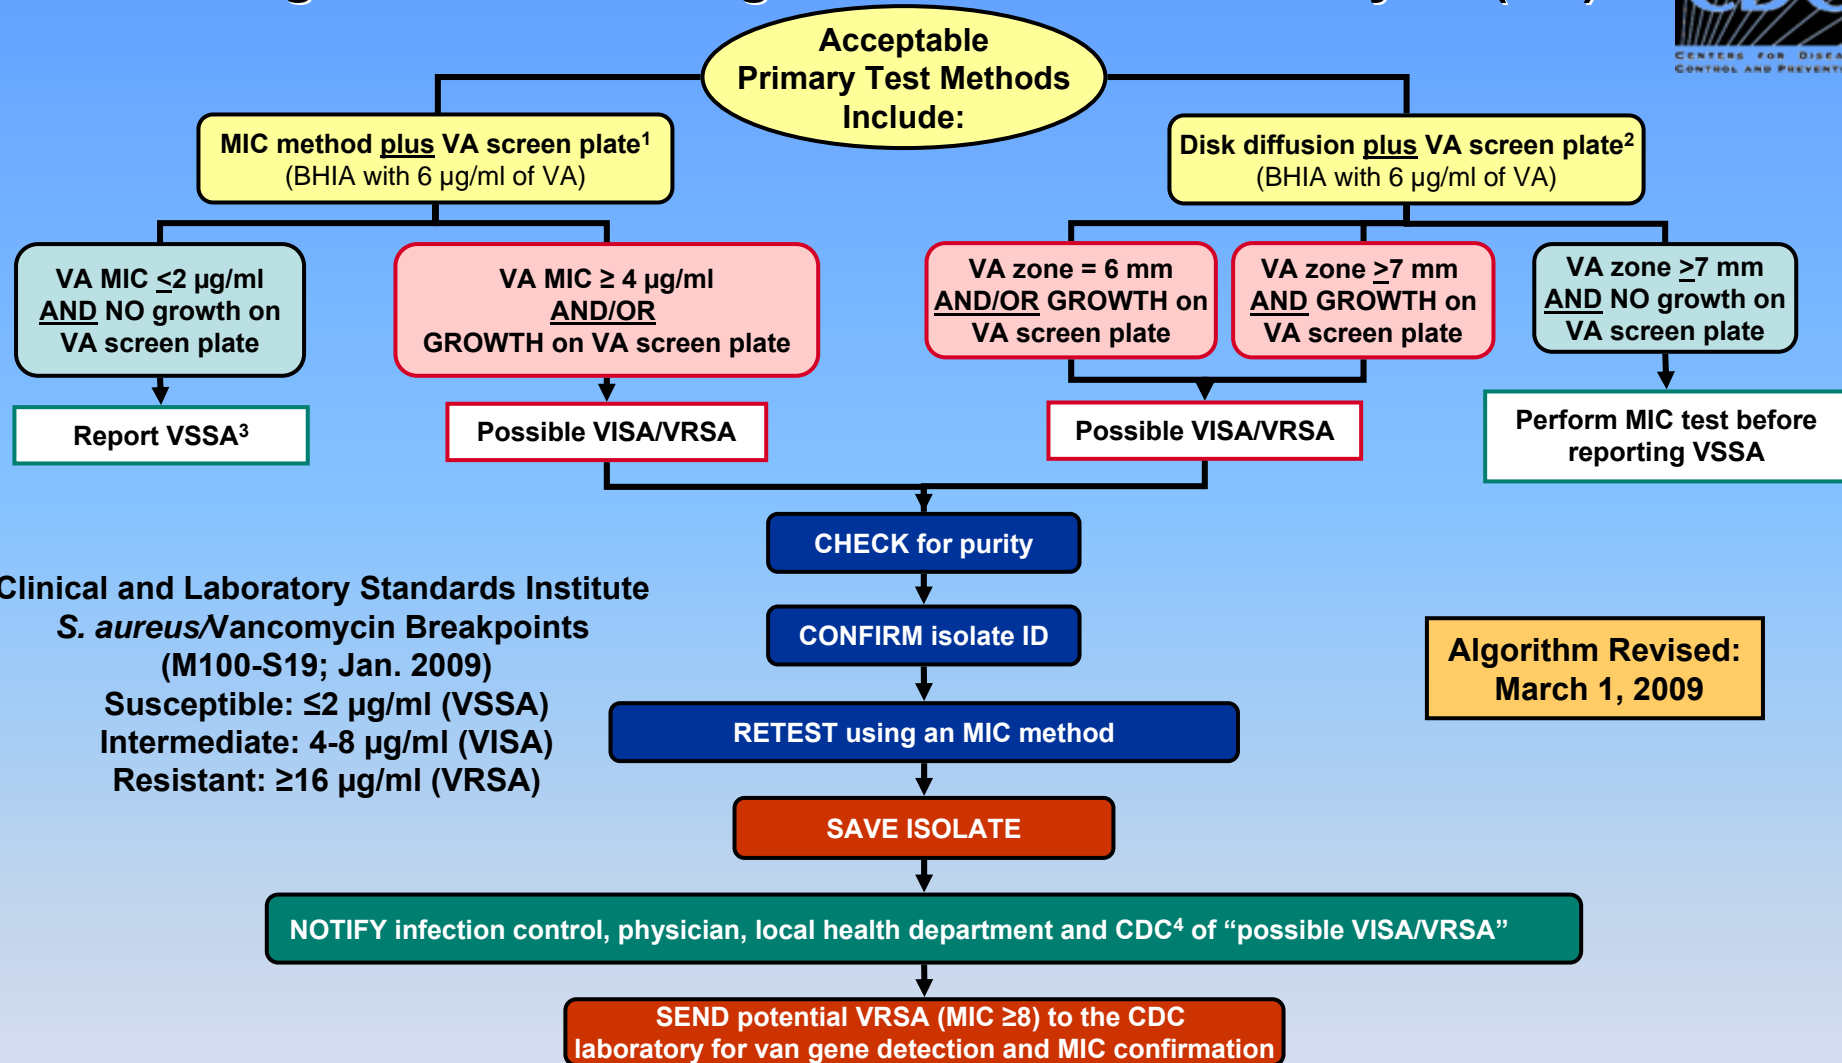 Acceptable
Primary Test Methods
Include:
MIC method plus VA screen plate¹
(BHIA with 6 µg/ml of VA)
Disk diffusion plus VA screen plate²
(BHIA with 6 µg/ml of VA)
VA MIC ≤2 µg/ml
AND NO growth on
VA screen plate
VA MIC ≥ 4 µg/ml
AND/OR
GROWTH on VA screen plate
VA zone = 6 mm
AND/OR GROWTH on
VA screen plate
VA zone ≥7 mm
AND GROWTH on
VA screen plate
VA zone ≥7 mm
AND NO growth on
VA screen plate
Report VSSA³
Possible VISA/VRSA
Possible VISA/VRSA
Perform MIC test before
reporting VSSA
CHECK for purity
CONFIRM isolate ID
RETEST using an MIC method
SAVE ISOLATE
NOTIFY infection control, physician, local health department and CDC⁴ of “possible VISA/VRSA”
SEND potential VRSA (MIC ≥8) to the CDC
laboratory for van gene detection and MIC confirmation
Clinical and Laboratory Standards Institute
S. aureus/Vancomycin Breakpoints
(M100-S19; Jan. 2009)
Susceptible: ≤2 µg/ml (VSSA)
Intermediate: 4-8 µg/ml (VISA)
Resistant: ≥16 µg/ml (VRSA)
Algorithm Revised:
March 1, 2009
CDC
CENTERS FOR DISEA
CONTROL AND PREVENTI